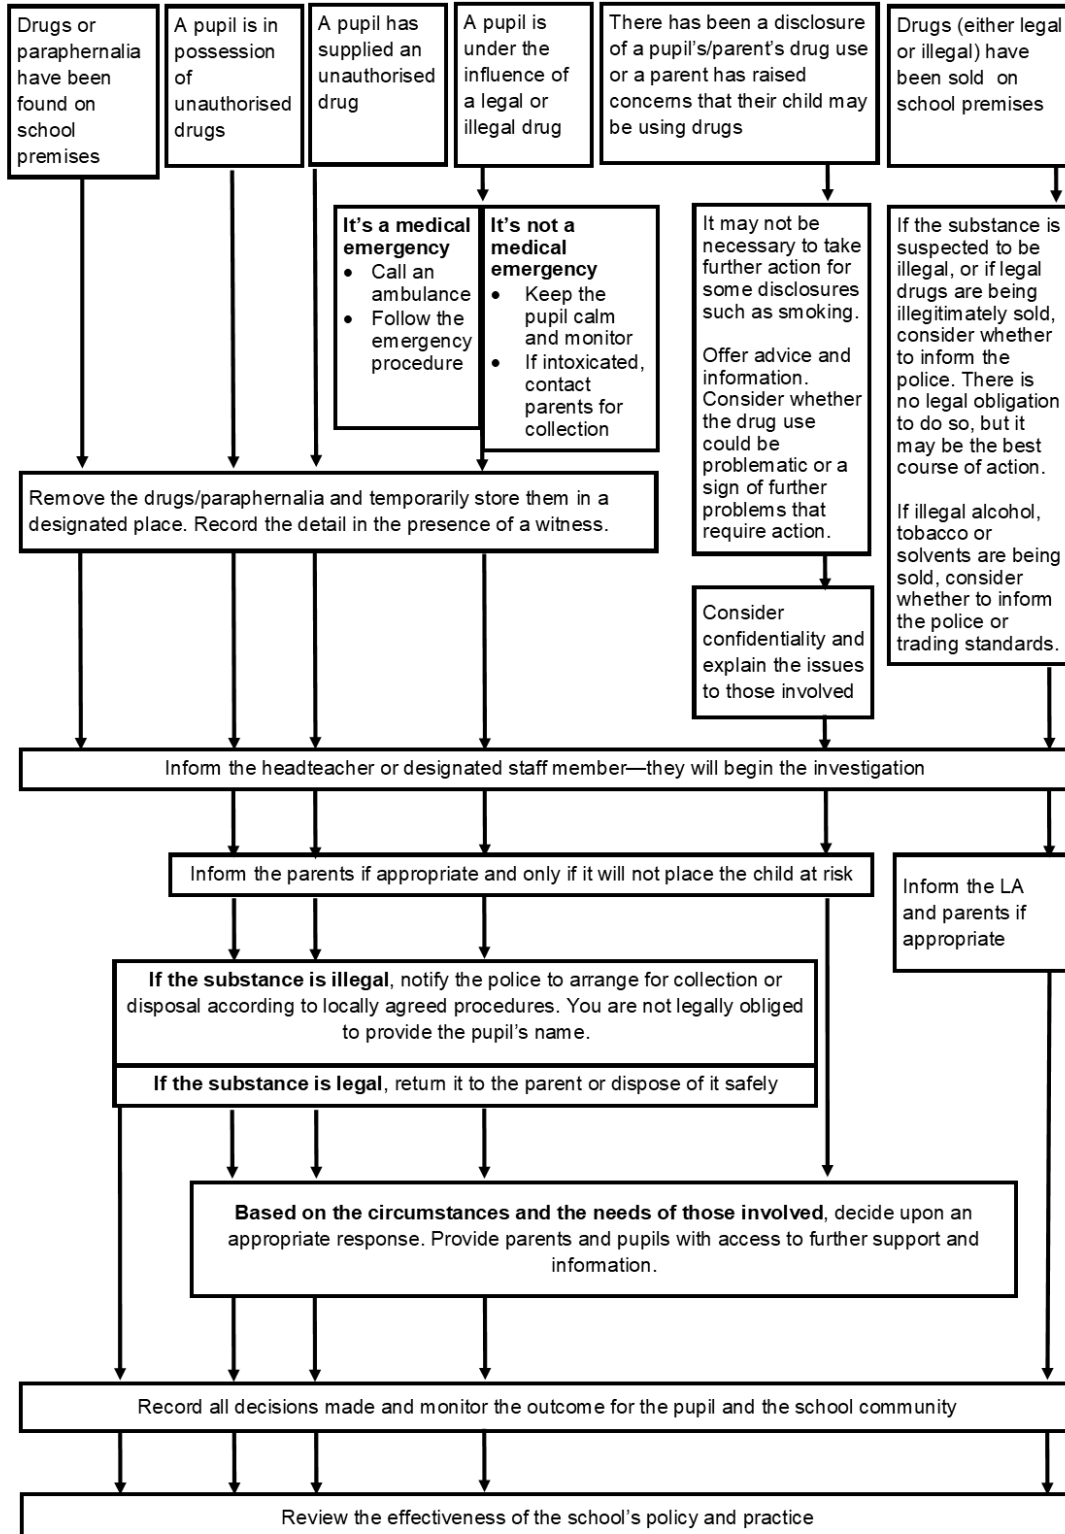 Drugs or
paraphernalia
have been
found on
school
premises
A pupil is in
possession
of
unauthorised
drugs
A pupil has
supplied an
unauthorised
drug
A pupil is
under the
influence of
a legal or
illegal drug
There has been a disclosure
of a pupil’s/parent’s drug use
or a parent has raised
concerns that their child may
be using drugs
Drugs (either legal
or illegal) have
been sold on
school premises
It’s a medical
emergency
• Call an
ambulance
• Follow the
emergency
procedure
It’s not a
medical
emergency
• Keep the
pupil calm
and monitor
• If intoxicated,
contact
parents for
collection
It may not be
necessary to take
further action for
some disclosures
such as smoking.
Offer advice and
information.
Consider whether
the drug use
could be
problematic or a
sign of further
problems that
require action.
If the substance is
suspected to be
illegal, or if legal
drugs are being
illegitimately sold,
consider whether
to inform the
police. There is
no legal obligation
to do so, but it
may be the best
course of action.
If illegal alcohol,
tobacco or
solvents are being
sold, consider
whether to inform
the police or
trading standards.
Remove the drugs/paraphernalia and temporarily store them in a
designated place. Record the detail in the presence of a witness.
Consider
confidentiality and
explain the issues
to those involved
Inform the headteacher or designated staff member—they will begin the investigation
Inform the parents if appropriate and only if it will not place the child at risk
Inform the LA
and parents if
appropriate
If the substance is illegal, notify the police to arrange for collection or
disposal according to locally agreed procedures. You are not legally obliged
to provide the pupil’s name.
If the substance is legal, return it to the parent or dispose of it safely
Based on the circumstances and the needs of those involved, decide upon an
appropriate response. Provide parents and pupils with access to further support and
information.
Record all decisions made and monitor the outcome for the pupil and the school community
Review the effectiveness of the school’s policy and practice